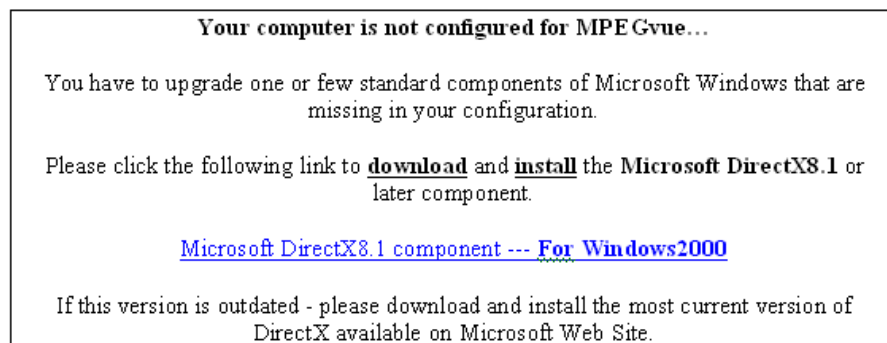 Your computer is not configured for MPEGvue...
You have to upgrade one or few standard components of Microsoft Windows that are
missing in your configuration.
Please click the following link to download and install the Microsoft DirectX8.1 or
later component.
Microsoft DirectX8.1 component --- For Windows2000
If this version is outdated - please download and install the most current version of
DirectX available on Microsoft Web Site.